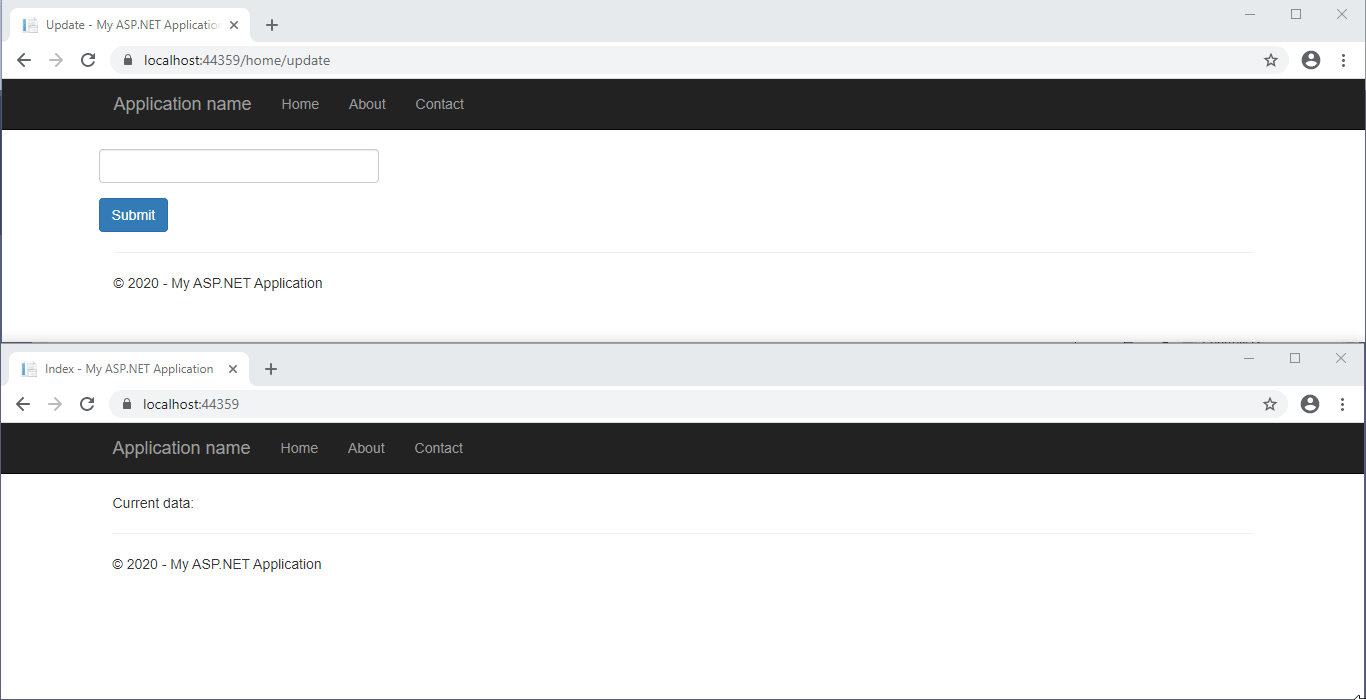 Update - My ASP.NET Application
localhost:44359/home/update
Application name Home About Contact
Submit
© 2020 - My ASP.NET Application
Index - My ASP.NET Application
localhost:44359
Application name Home About Contact
Current data:
© 2020 - My ASP.NET Application